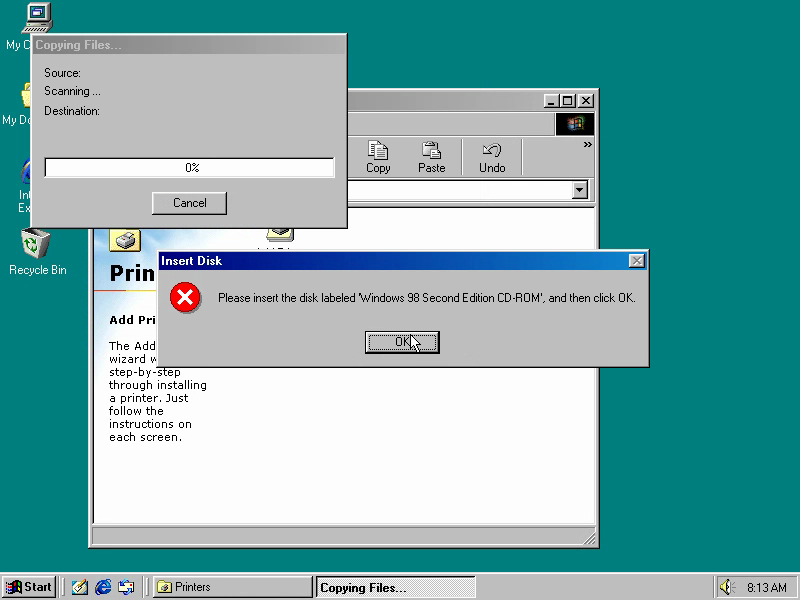 My C
Copying Files...
Source:
Scanning ...
Destination:
0%
Cancel
My Do
Int
Ex
Recycle Bin
Copy
Paste
Undo
»
Prin
Add Pri
The Add
wizard w
step-by-step
through installing
a printer. Just
follow the
instructions on
each screen.
Insert Disk
Please insert the disk labeled 'Windows 98 Second Edition CD-ROM', and then click OK.
OK
Start
Printers
Copying Files...
8:13 AM